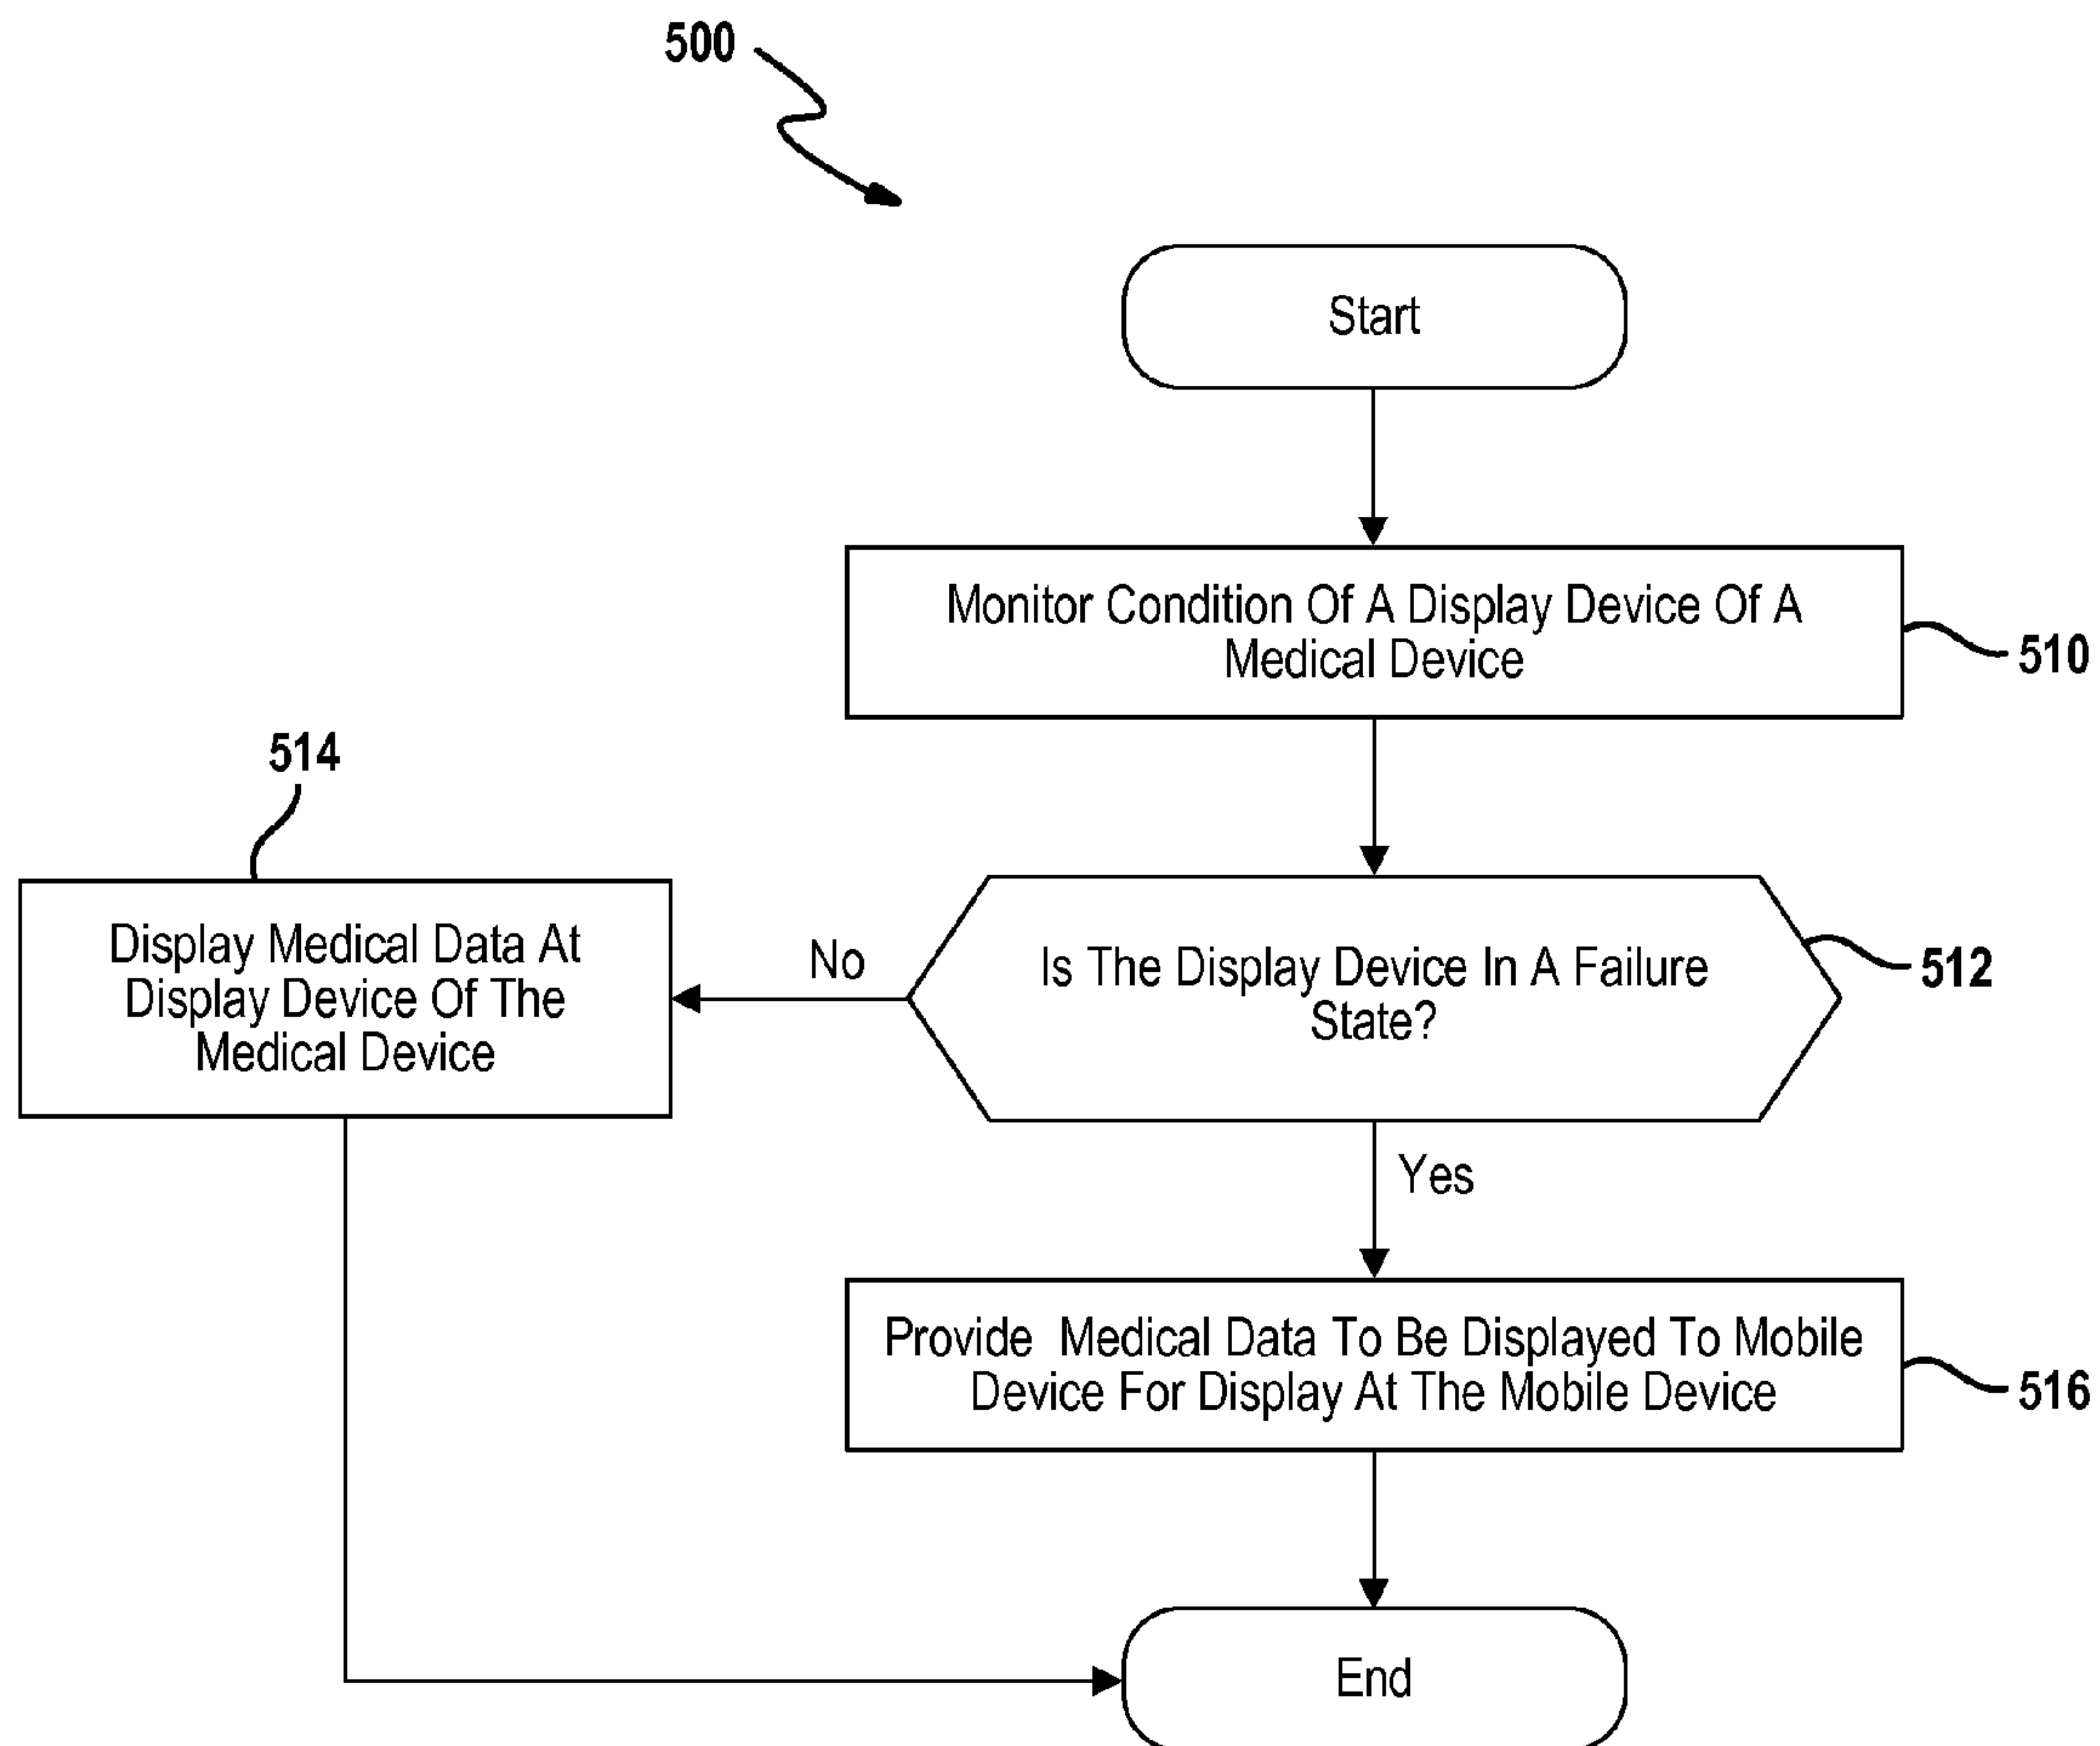 500
Start
Monitor Condition Of A Display Device Of A
Medical Device
510
514
Display Medical Data At
Display Device Of The
Medical Device
No
Is The Display Device In A Failure
State?
512
Yes
Provide Medical Data To Be Displayed To Mobile
Device For Display At The Mobile Device
516
End